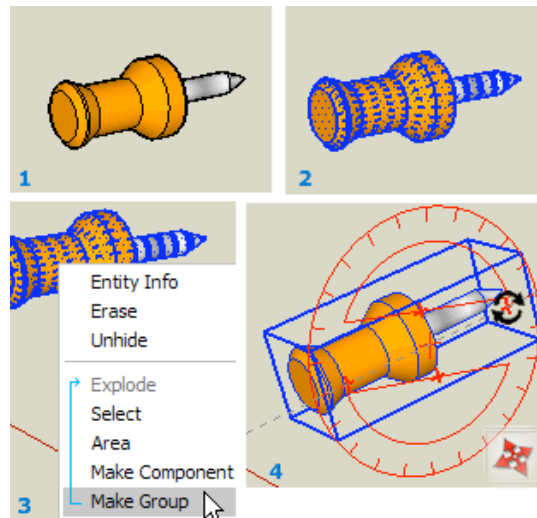 1
2
Entity Info
Erase
Unhide
Explode
Select
Area
Make Component
Make Group
3
4